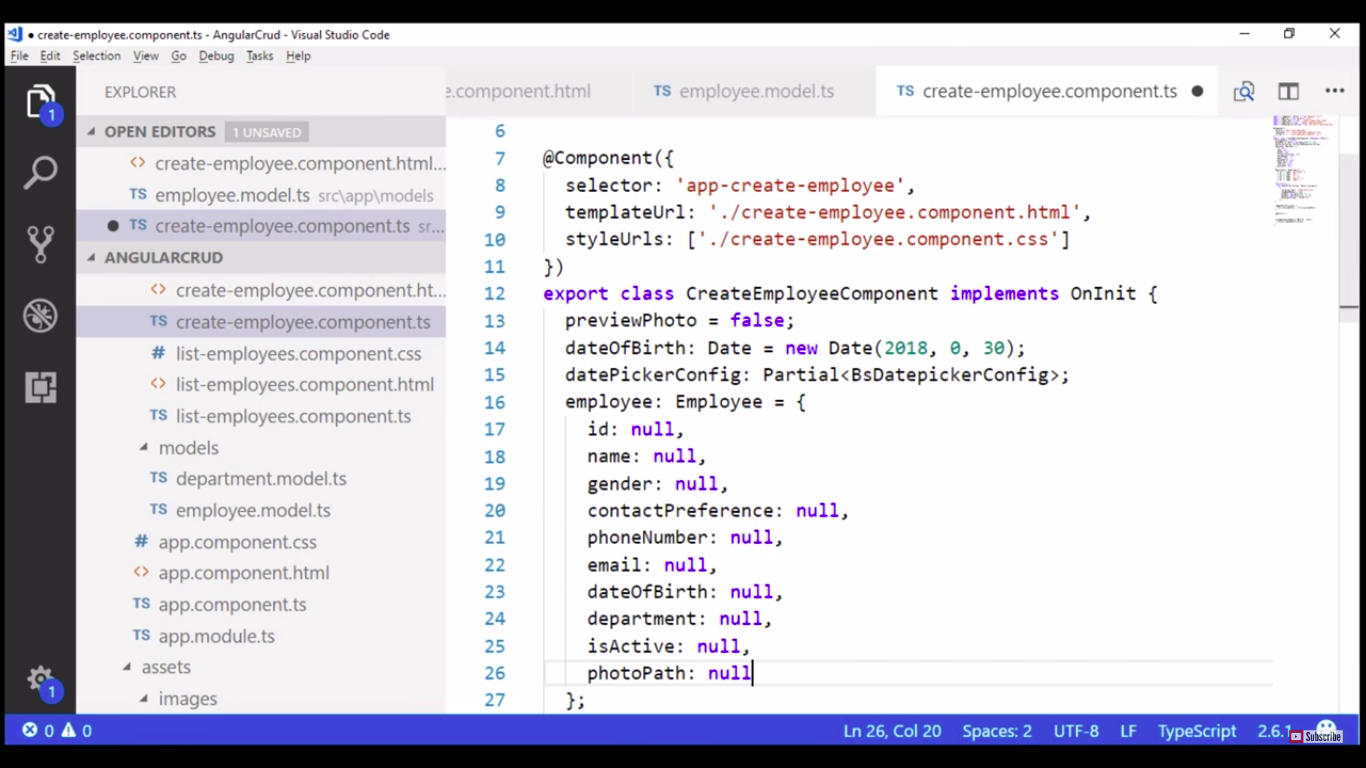 ● create-employee.component.ts - AngularCrud - Visual Studio Code
File Edit Selection View Go Debug Tasks Help
EXPLORER
OPEN EDITORS 1 UNSAVED
<> create-employee.component.html...
TS employee.model.ts src\app\models
● TS create-employee.component.ts sr...
ANGULARCRUD
<> create-employee.component.ht...
TS create-employee.component.ts
# list-employees.component.css
<> list-employees.component.html
TS list-employees.component.ts
models
TS department.model.ts
TS employee.model.ts
# app.component.css
<> app.component.html
TS app.component.ts
TS app.module.ts
assets
images
1
1
e.component.html TS employee.model.ts TS create-employee.component.ts ●
6
7 @Component({
8 selector: 'app-create-employee',
9 templateUrl: './create-employee.component.html',
10 styleUrls: ['./create-employee.component.css']
11 })
12 export class CreateEmployeeComponent implements OnInit {
13 previewPhoto = false;
14 dateOfBirth: Date = new Date(2018, 0, 30);
15 datePickerConfig: Partial<BsDatepickerConfig>;
16 employee: Employee = {
17 id: null,
18 name: null,
19 gender: null,
20 contactPreference: null,
21 phoneNumber: null,
22 email: null,
23 dateOfBirth: null,
24 department: null,
25 isActive: null,
26 photoPath: null
27 };
0 0 Ln 26, Col 20 Spaces: 2 UTF-8 LF TypeScript 2.6.1
Subscribe